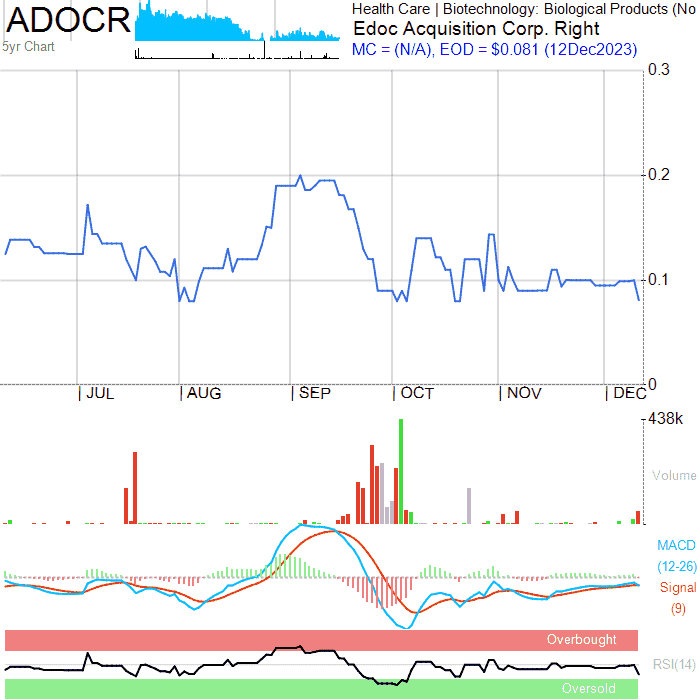 ADOCR
5yr Chart
Health Care | Biotechnology: Biological Products (No
Edoc Acquisition Corp. Right
MC = (N/A), EOD = $0.081 (12Dec2023)
0.3
0.2
0.1
0
JUL AUG SEP OCT NOV DEC
438k
Volume
MACD
(12-26)
Signal
(9)
Overbought
RSI(14)
Oversold